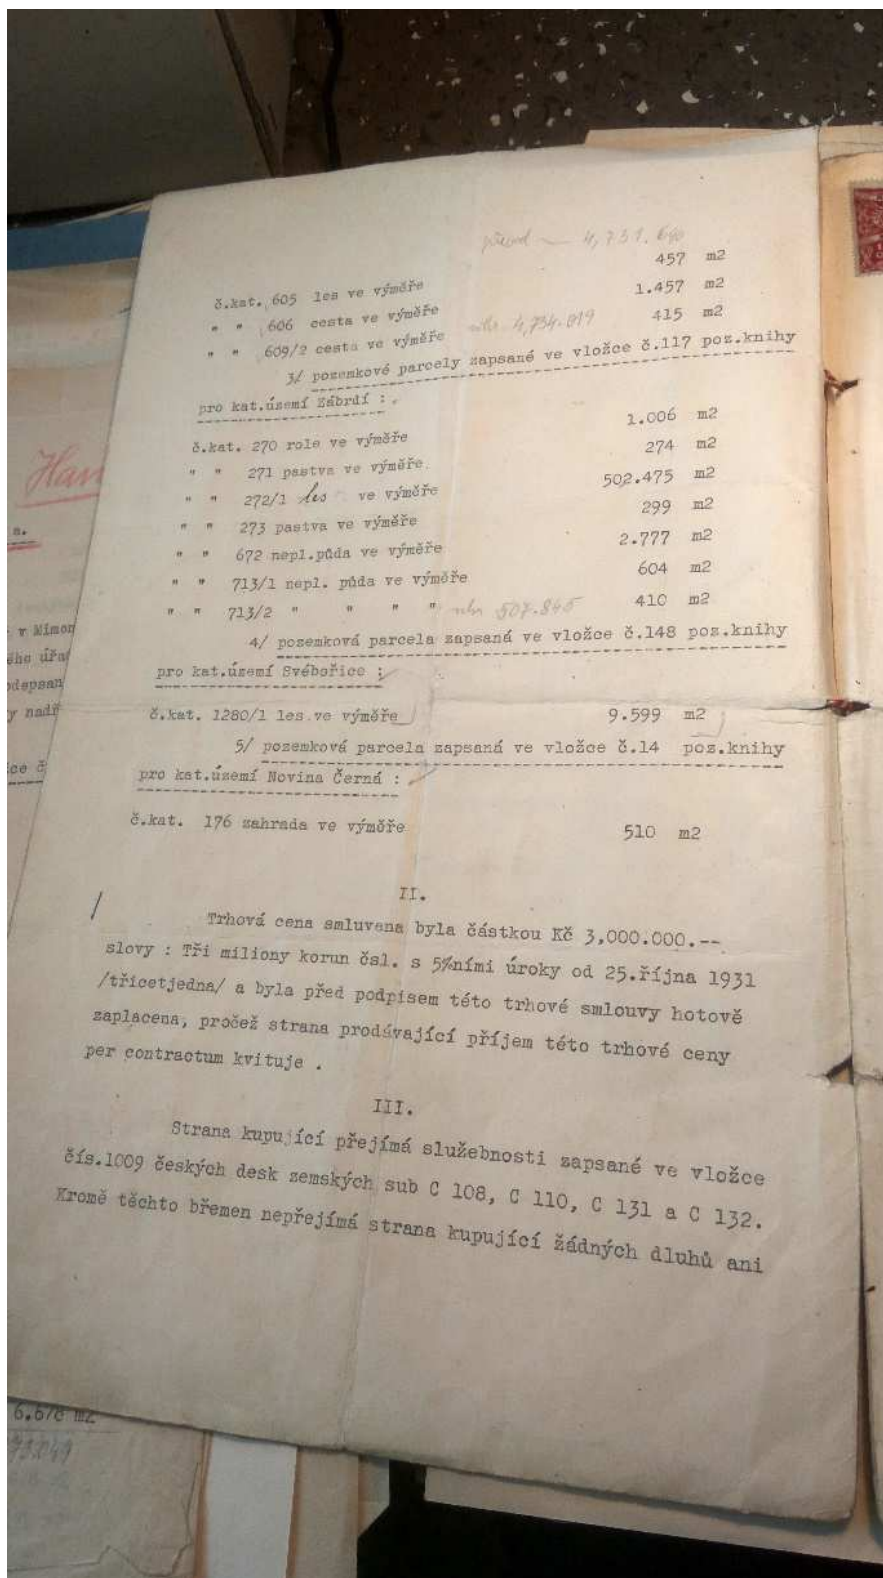 4,731.690
č.kat. 605 les ve výměře 457 m2
" " 606 cesta ve výměře 1.457 m2
" " 609/2 cesta ve výměře 4,734.019 415 m2
3/ pozemkové parcely zapsané ve vložce č.117 poz.knihy
pro kat.území Zábrdí :
č.kat. 270 role ve výměře 1.006 m2
" " 271 pastva ve výměře 274 m2
" " 272/1 les ve výměře 502.475 m2
" " 273 pastva ve výměře 299 m2
" " 672 nepl.půda ve výměře 2.777 m2
" " 713/1 nepl. půda ve výměře 604 m2
" " 713/2 " " " " 507.845 410 m2
4/ pozemková parcela zapsaná ve vložce č.148 poz.knihy
pro kat.území Svébořice :
č.kat. 1280/1 les ve výměře 9.599 m2
5/ pozemková parcela zapsaná ve vložce č.14 poz.knihy
pro kat.území Novina Černá :
č.kat. 176 zahrada ve výměře 510 m2
II.
Trhová cena smluvena byla částkou Kč 3,000.000.--
slovy : Tři miliony korun čsl. s 5%ními úroky od 25.října 1931
/třicetjedna/ a byla před podpisem této trhové smlouvy hotově
zaplacena, pročež strana prodávající příjem této trhové ceny
per contractum kvituje .
III.
Strana kupující přejímá služebnosti zapsané ve vložce
čís.1009 českých desk zemských sub C 108, C 110, C 131 a C 132.
Kromě těchto břemen nepřejímá strana kupující žádných dluhů ani
Ham
a.
v Mimon
ého úřa
odepsan
y nadř
ce č
m2